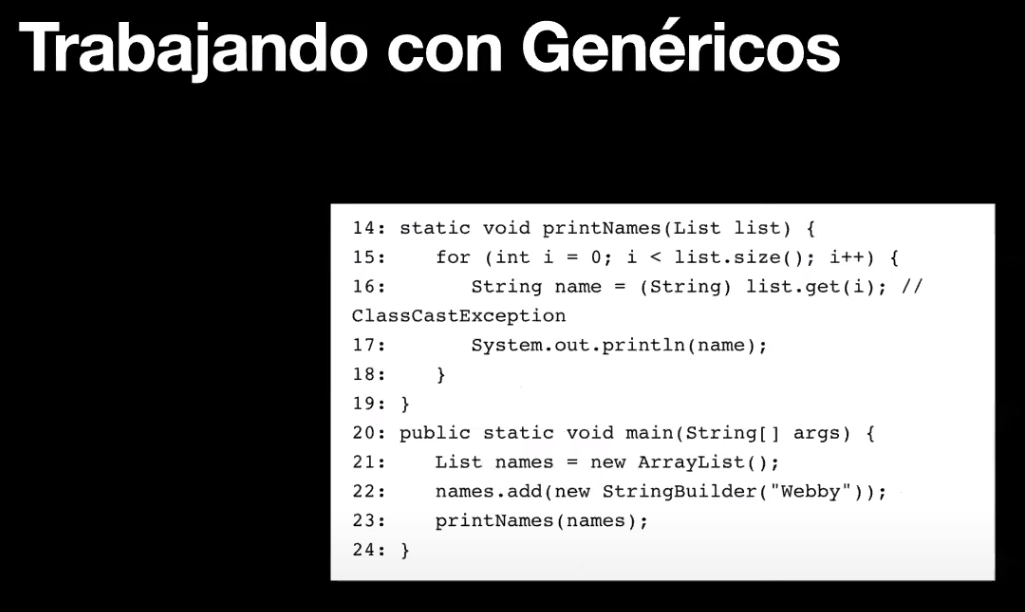 Trabajando con Genéricos
14: static void printNames(List list) {
15:    for (int i = 0; i < list.size(); i++) {
16:       String name = (String) list.get(i); //
ClassCastException
17:       System.out.println(name);
18:    }
19: }
20: public static void main(String[] args) {
21:    List names = new ArrayList();
22:    names.add(new StringBuilder("Webby"));
23:    printNames(names);
24: }